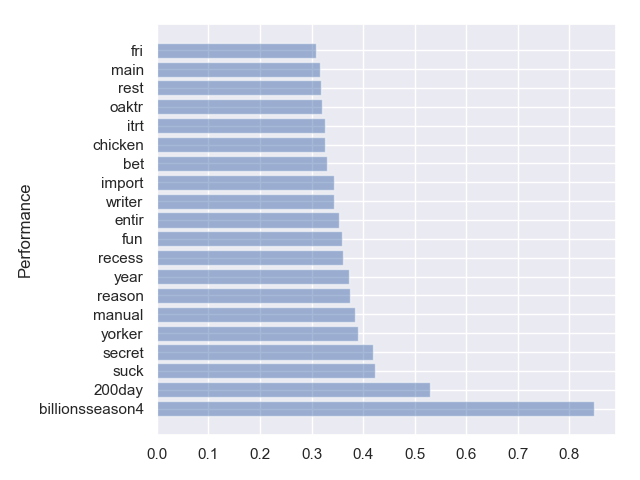 fri
main
rest
oaktr
itrt
chicken
bet
import
writer
entir
fun
recess
year
reason
manual
yorker
secret
suck
200day
billionsseason4
Performance
0.0 0.1 0.2 0.3 0.4 0.5 0.6 0.7 0.8